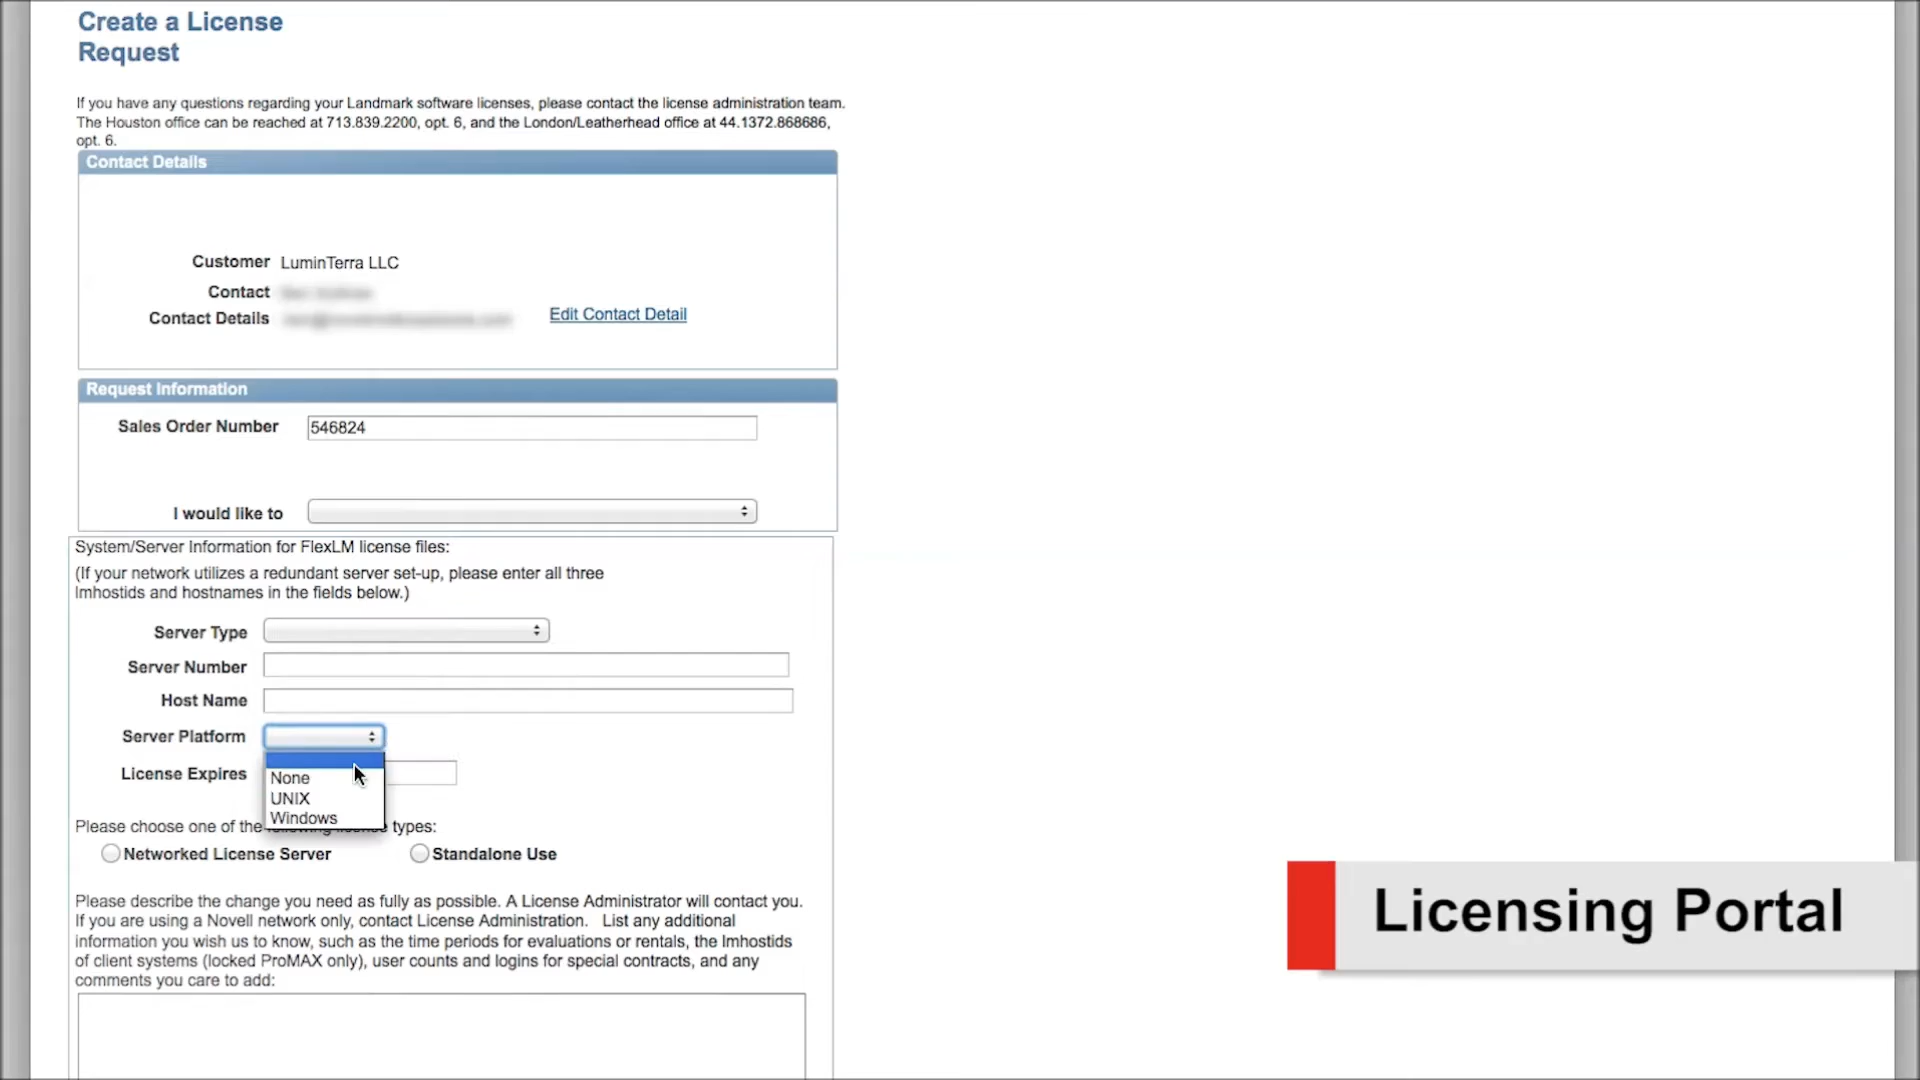 Create a License
Request
If you have any questions regarding your Landmark software licenses, please contact the license administration team.
The Houston office can be reached at 713.839.2200, opt. 6, and the London/Leatherhead office at 44.1372.868686,
opt. 6.
Contact Details
Customer LuminTerra LLC
Contact
Contact Details
Edit Contact Detail
Request Information
Sales Order Number 546824
I would like to
System/Server Information for FlexLM license files:
(If your network utilizes a redundant server set-up, please enter all three
lmhostids and hostnames in the fields below.)
Server Type
Server Number
Host Name
Server Platform
License Expires
None
UNIX
Windows
Please choose one of the license types:
Networked License Server Standalone Use
Please describe the change you need as fully as possible. A License Administrator will contact you.
If you are using a Novell network only, contact License Administration. List any additional
information you wish us to know, such as the time periods for evaluations or rentals, the lmhostids
of client systems (locked ProMAX only), user counts and logins for special contracts, and any
comments you care to add:
Licensing Portal